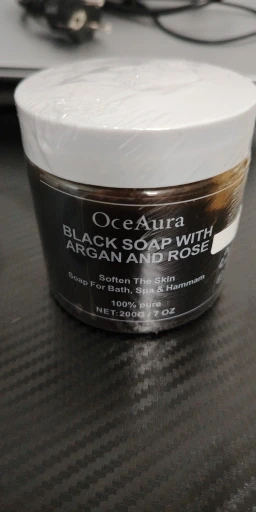 OceAura
BLACK SOAP WITH
ARGAN AND ROSE
Soften The Skin
Soap For Bath, Spa & Hammam
100% pure
NET:200G / 7 OZ